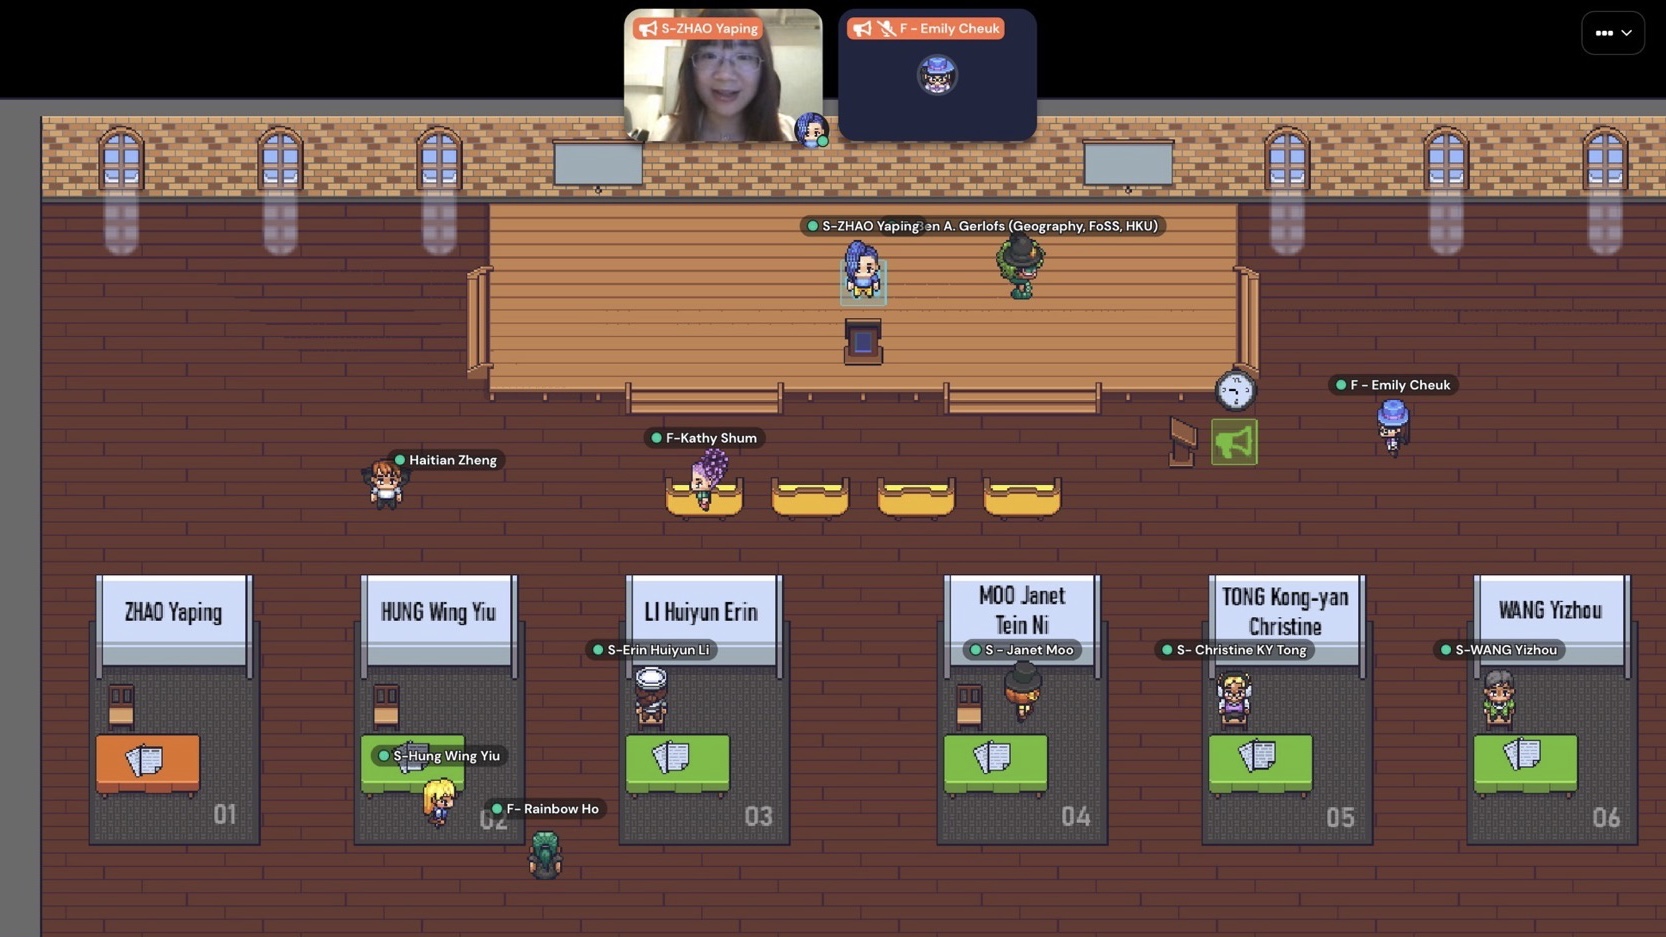 S-ZHAO Yaping
F - Emily Cheuk
S-ZHAO Yaping
en A. Gerlofs (Geography, FoSS, HKU)
F - Emily Cheuk
F-Kathy Shum
Haitian Zheng
ZHAO Yaping
HUNG Wing Yiu
LI Huiyun Erin
MOO Janet
Tein Ni
TONG Kong-yan
Christine
WANG Yizhou
S-Erin Huiyun Li
S - Janet Moo
S- Christine KY Tong
S-WANG Yizhou
S-Hung Wing Yiu
F- Rainbow Ho
01
02
03
04
05
06